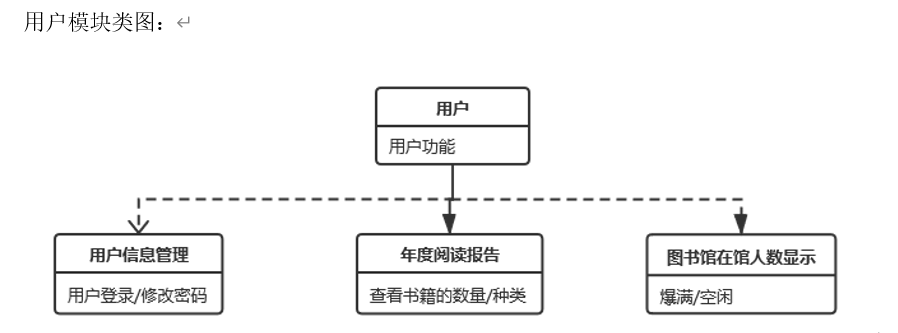 用户模块类图：
用户
用户功能
用户信息管理
用户登录/修改密码
年度阅读报告
查看书籍的数量/种类
图书馆在馆人数显示
爆满/空闲